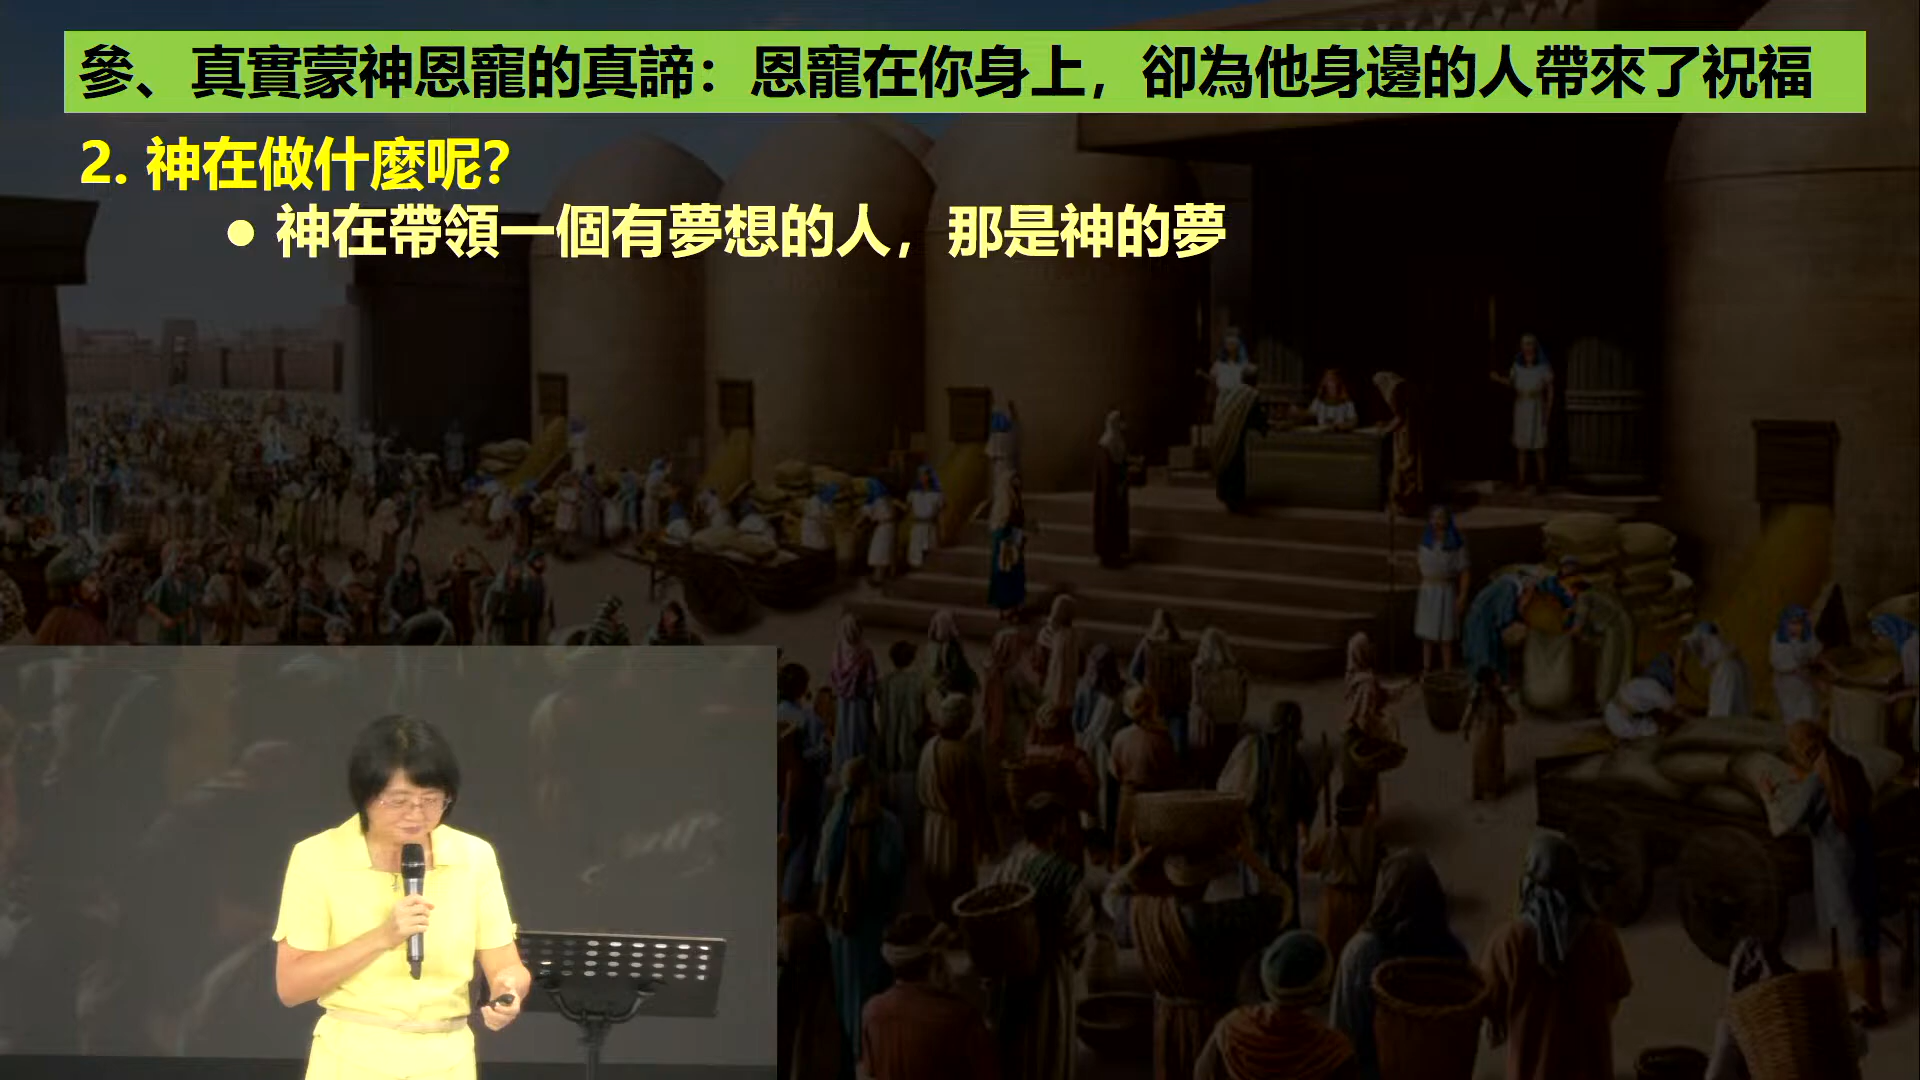 參、真實蒙神恩寵的真諦：恩寵在你身上，卻為他身邊的人帶來了祝福
2. 神在做什麼呢？
● 神在帶領一個有夢想的人，那是神的夢